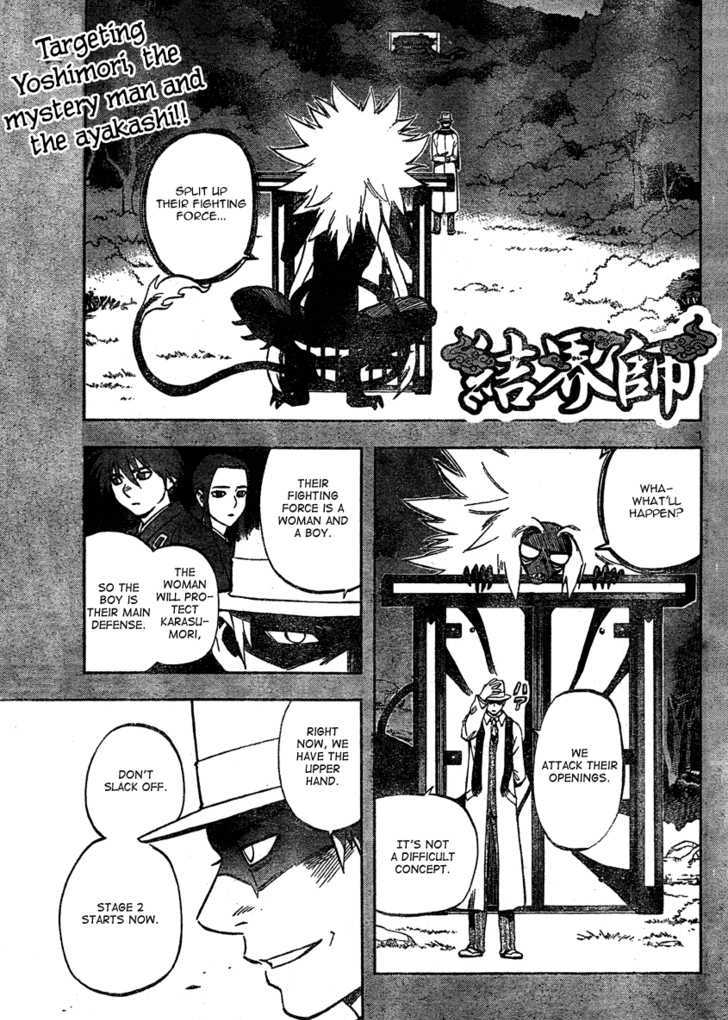 Targeting
Yoshimori, the
mystery man and
the ayakashi!!
SPLIT UP
THEIR FIGHTING
FORCE...
結界師
WHA-
WHAT'LL
HAPPEN?
WE
ATTACK THEIR
OPENINGS.
IT'S NOT
A DIFFICULT
CONCEPT.
THEIR
FIGHTING
FORCE IS A
WOMAN AND
A BOY.
THE
WOMAN
WILL PRO-
TECT
KARASU-
MORI,
SO THE
BOY IS
THEIR MAIN
DEFENSE.
RIGHT
NOW, WE
HAVE THE
UPPER
HAND.
DON'T
SLACK OFF.
STAGE 2
STARTS NOW.